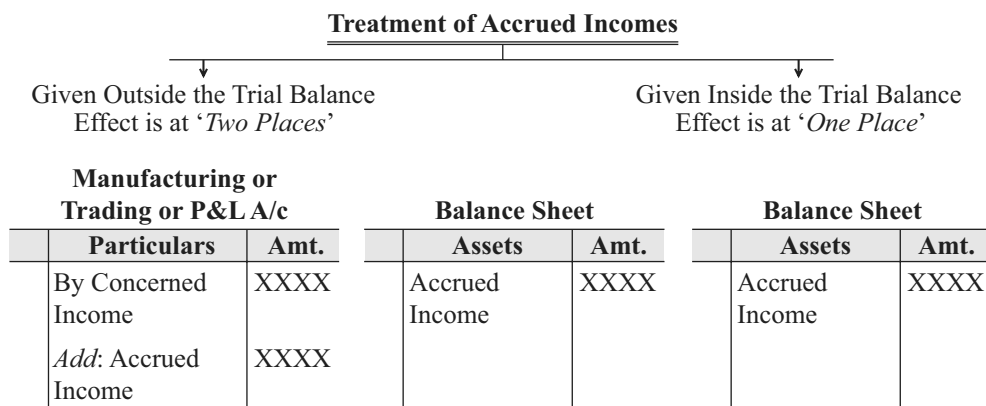 Treatment of Accrued Incomes
Given Outside the Trial Balance
Effect is at ‘Two Places’
Given Inside the Trial Balance
Effect is at ‘One Place’
Manufacturing or
Trading or P&L A/c
Particulars Amt.
By Concerned XXXX
Income
Add: Accrued XXXX
Income
Balance Sheet
Assets Amt.
Accrued XXXX
Income
Balance Sheet
Assets Amt.
Accrued XXXX
Income